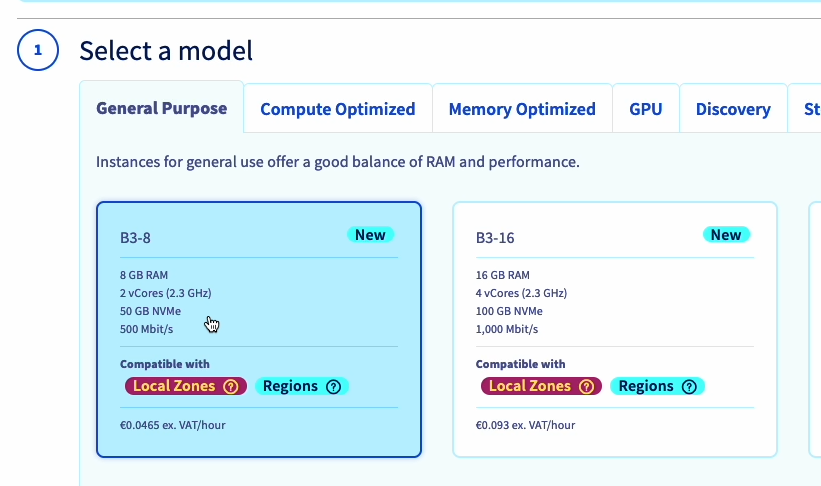 1
Select a model
General Purpose
Compute Optimized
Memory Optimized
GPU
Discovery
St
Instances for general use offer a good balance of RAM and performance.
B3-8
New
8 GB RAM
2 vCores (2.3 GHz)
50 GB NVMe
500 Mbit/s
Compatible with
Local Zones ?
Regions ?
€0.0465 ex. VAT/hour
B3-16
New
16 GB RAM
4 vCores (2.3 GHz)
100 GB NVMe
1,000 Mbit/s
Compatible with
Local Zones ?
Regions ?
€0.093 ex. VAT/hour